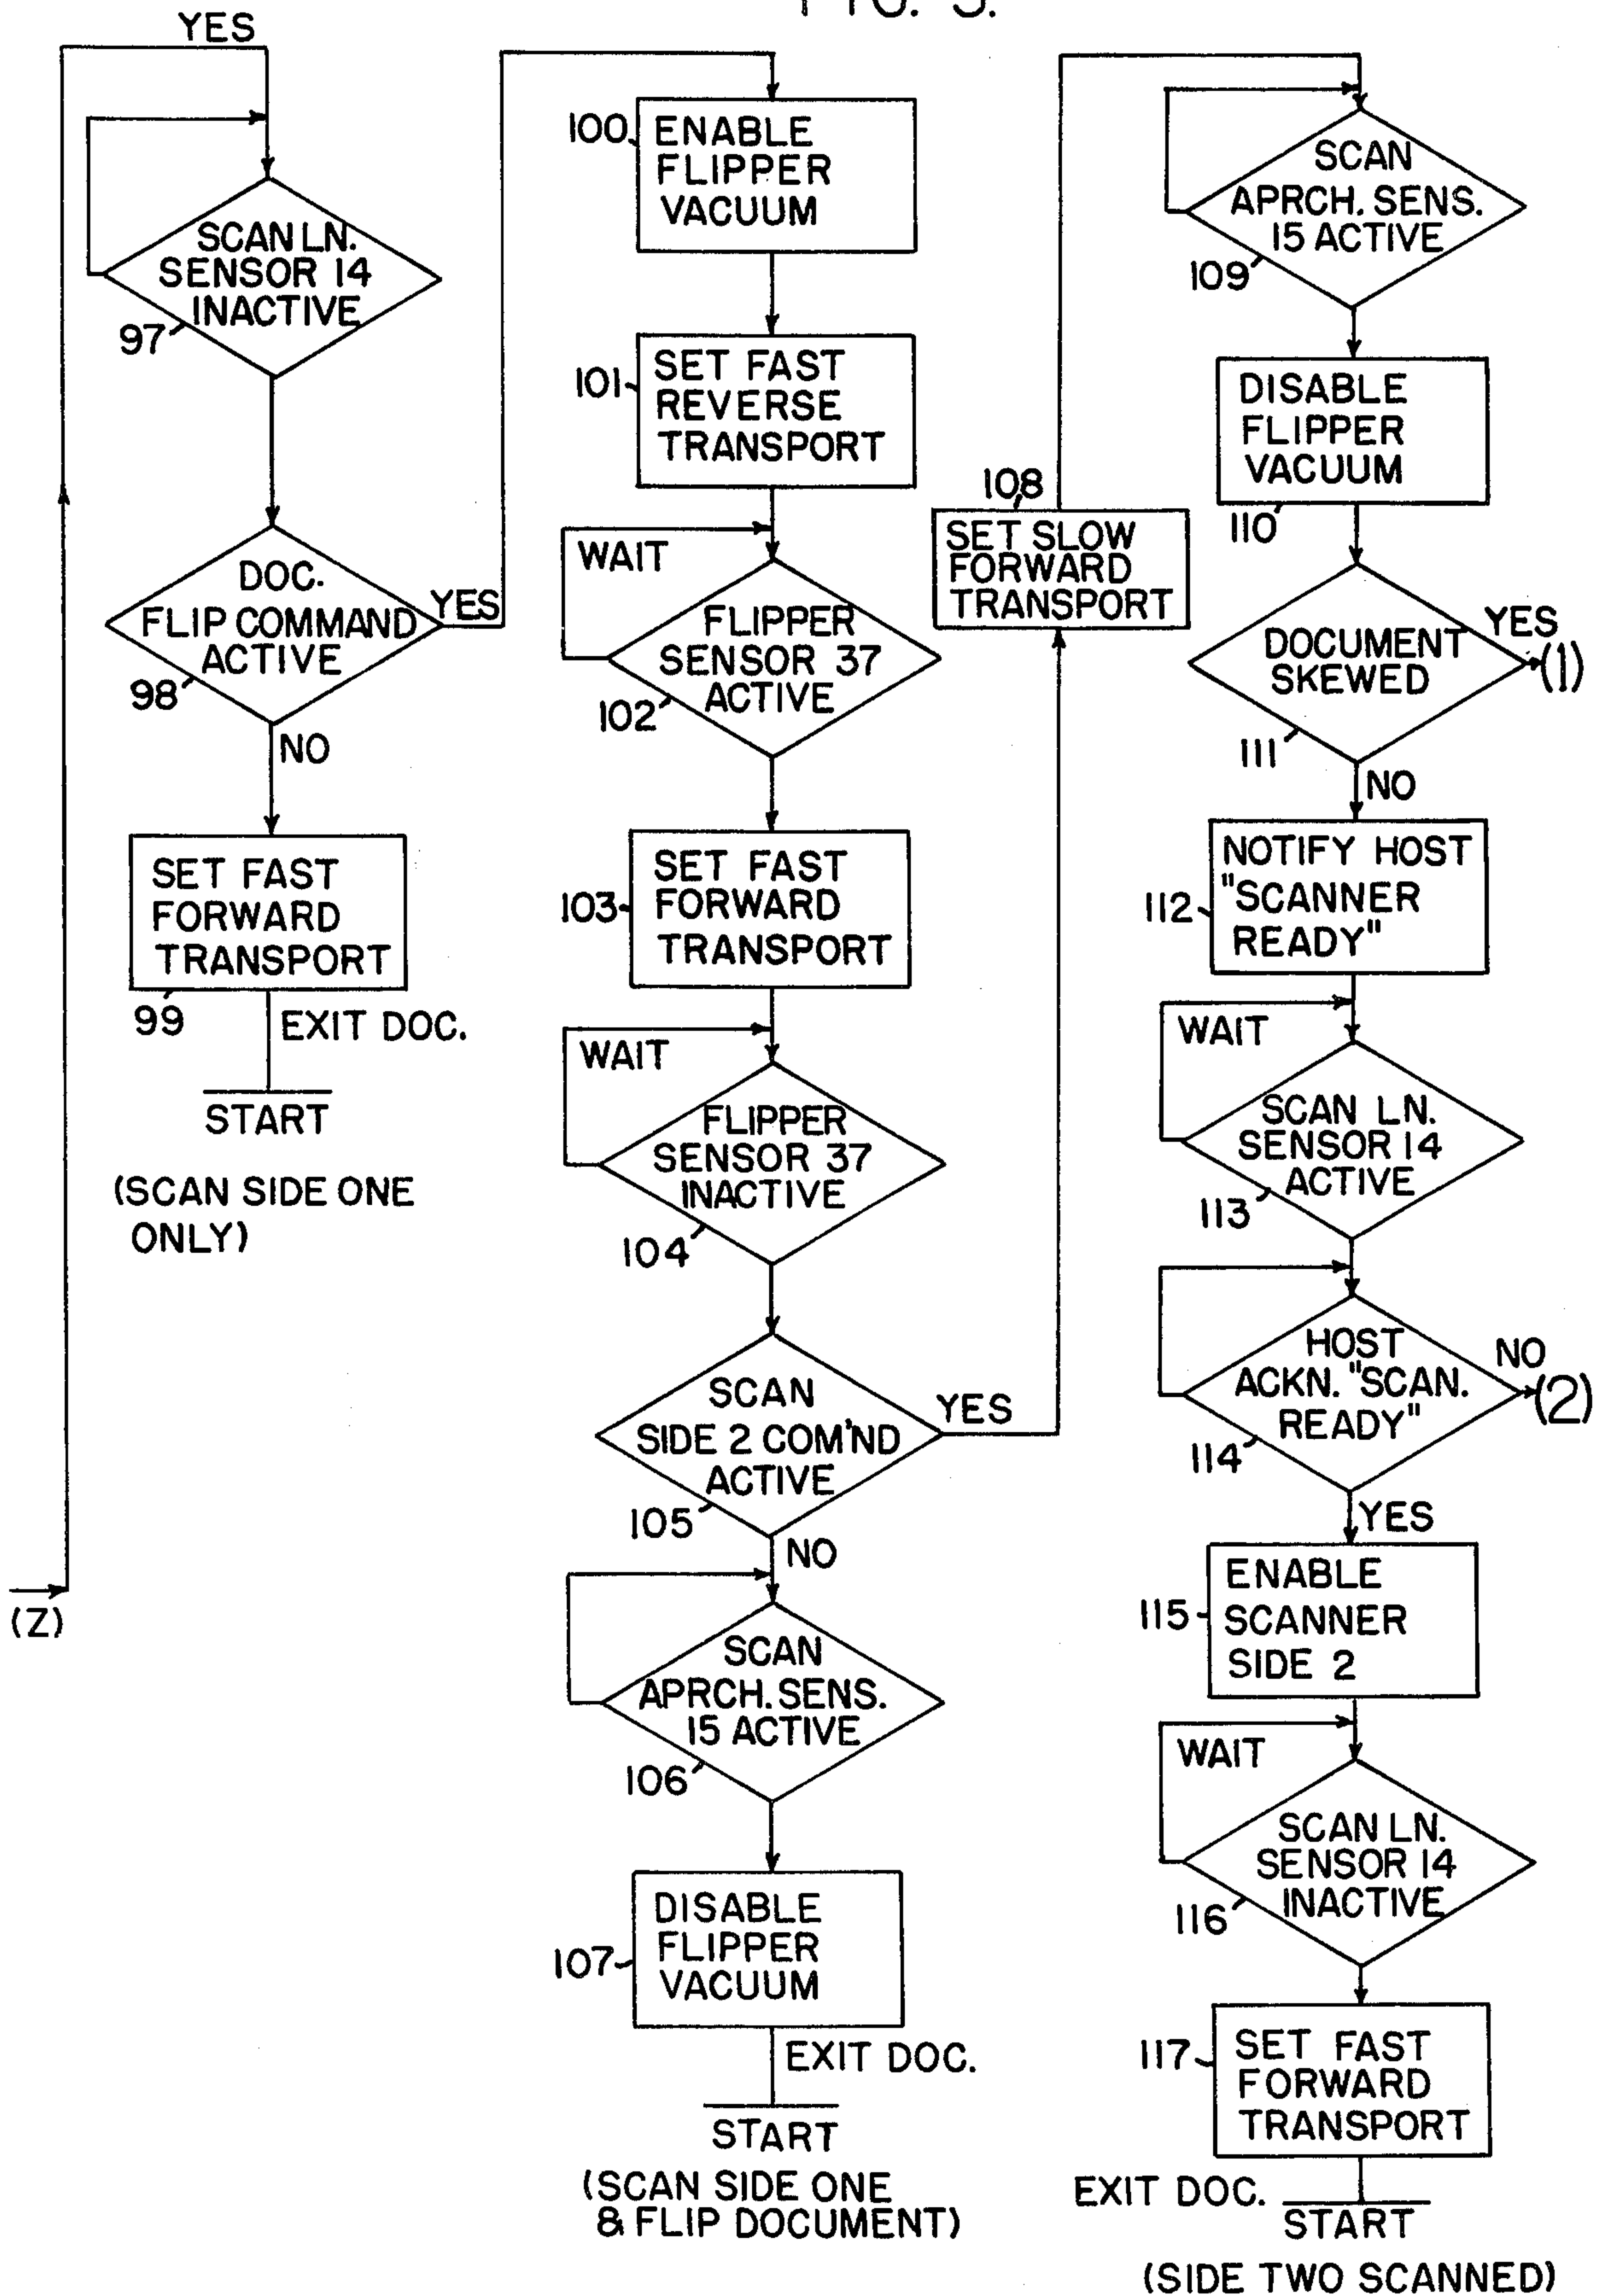 FIG. 5.
YES
SCAN LN.
SENSOR 14
INACTIVE
97
DOC.
FLIP COMMAND
ACTIVE
YES
98
NO
SET FAST
FORWARD
TRANSPORT
99
EXIT DOC.
START
(SCAN SIDE ONE
ONLY)
(Z)
100
ENABLE
FLIPPER
VACUUM
101
SET FAST
REVERSE
TRANSPORT
WAIT
FLIPPER
SENSOR 37
ACTIVE
102
103
SET FAST
FORWARD
TRANSPORT
WAIT
FLIPPER
SENSOR 37
INACTIVE
104
SCAN
SIDE 2 COM'ND
ACTIVE
YES
105
NO
SCAN
APRCH. SENS.
15 ACTIVE
106
107
DISABLE
FLIPPER
VACUUM
EXIT DOC.
START
(SCAN SIDE ONE
& FLIP DOCUMENT)
108
SET SLOW
FORWARD
TRANSPORT
SCAN
APRCH. SENS.
15 ACTIVE
109
DISABLE
FLIPPER
VACUUM
110
DOCUMENT
SKEWED
YES
(1)
111
NO
112
NOTIFY HOST
"SCANNER
READY"
WAIT
SCAN LN.
SENSOR 14
ACTIVE
113
HOST
ACKN. "SCAN.
READY"
NO
(2)
114
YES
115
ENABLE
SCANNER
SIDE 2
WAIT
SCAN LN.
SENSOR 14
INACTIVE
116
117
SET FAST
FORWARD
TRANSPORT
EXIT DOC.
START
(SIDE TWO SCANNED)